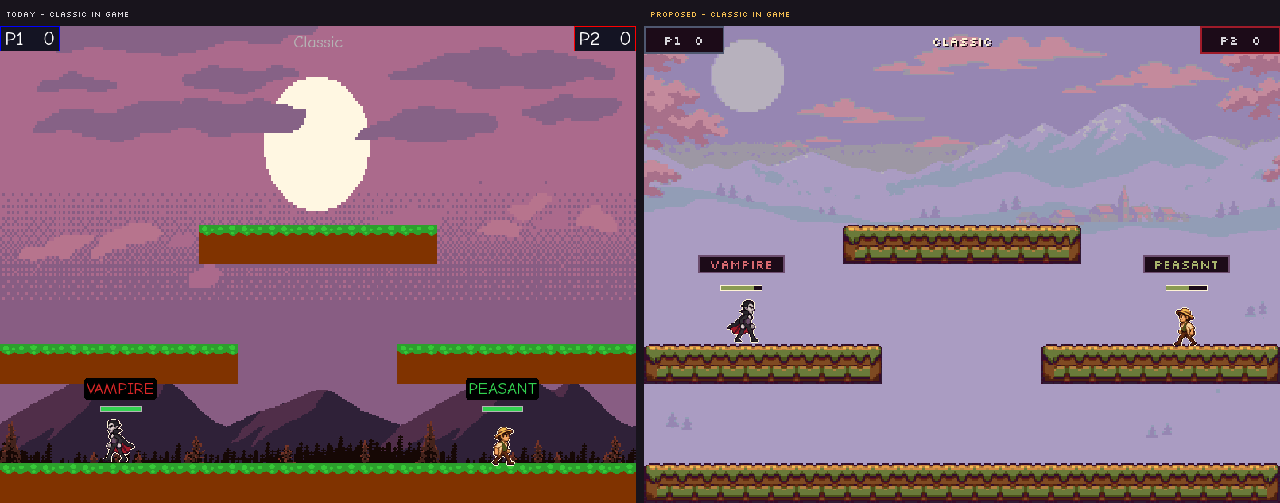 TODAY - CLASSIC IN GAME
P1 0
Classic
P2 0
VAMPIRE
PEASANT
PROPOSED - CLASSIC IN GAME
P1 0
CLASSIC
P2 0
VAMPIRE
PEASANT